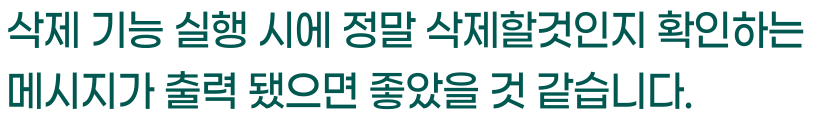 삭제 기능 실행 시에 정말 삭제할것인지 확인하는
메시지가 출력 됐으면 좋았을 것 같습니다.